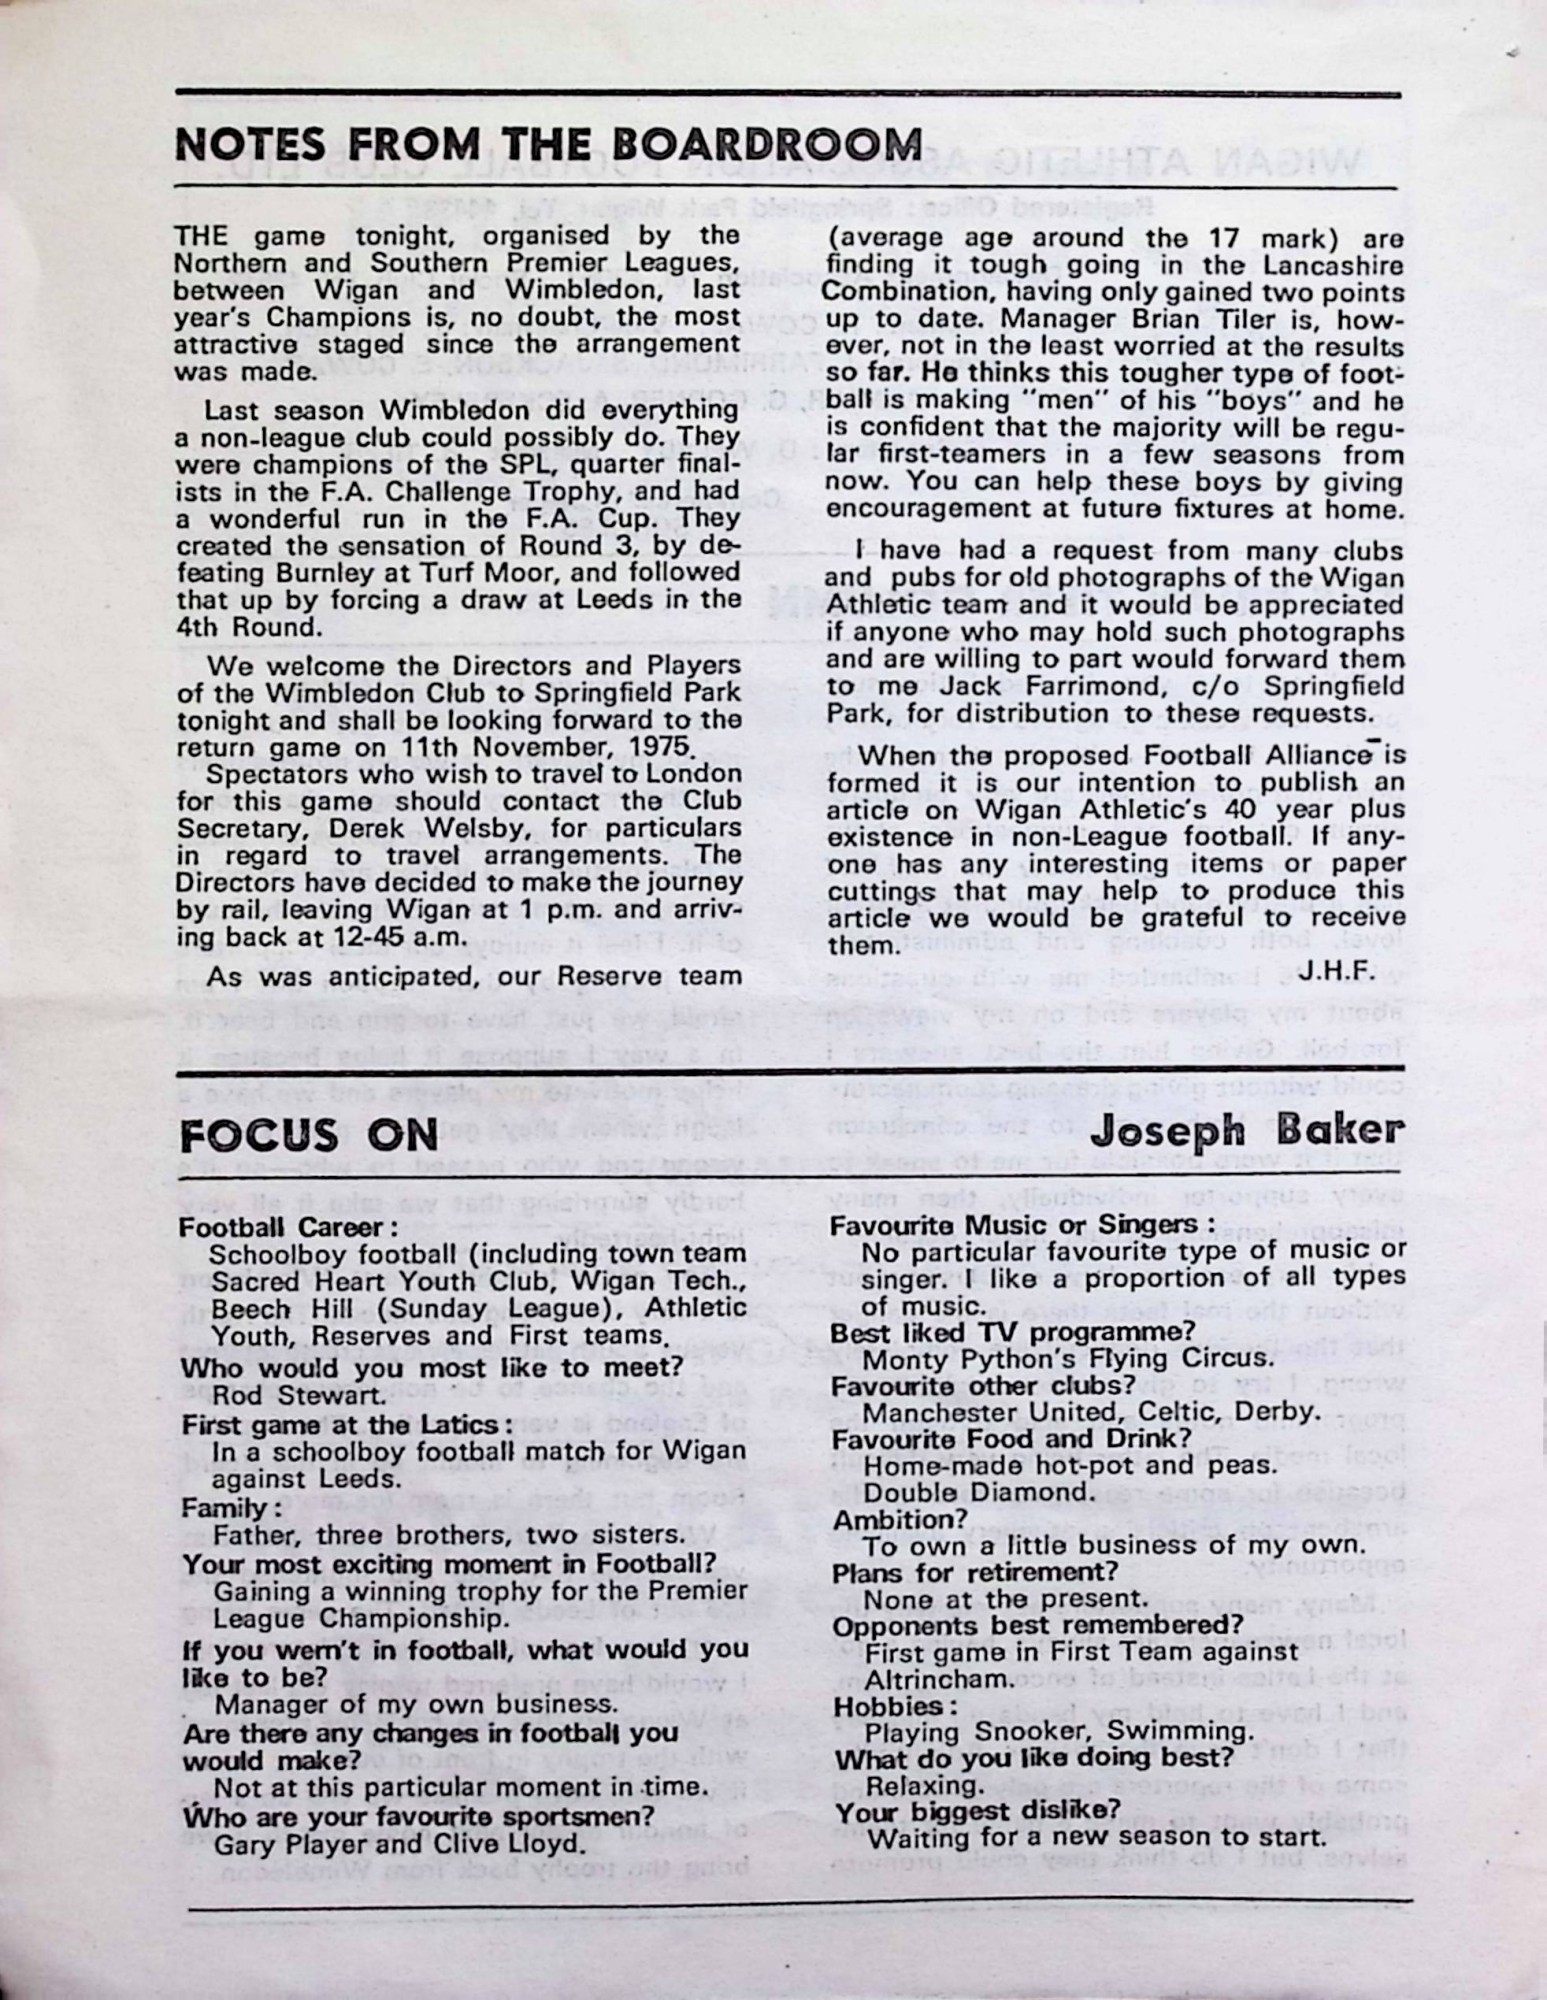 NOTES FROM THE BOARDROOM
THE game tonight, organised by the
Northern and Southern Premier Leagues,
between Wigan and Wimbledon, last
year's Champions is, no doubt, the most
attractive staged since the arrangement
was made.
Last season Wimbledon did everything
a non-league club could possibly do. They
were champions of the SPL, quarter final-
ists in the F.A. Challenge Trophy, and had
a wonderful run in the F.A. Cup. They
created the sensation of Round 3, by de-
feating Burnley at Turf Moor, and followed
that up by forcing a draw at Leeds in the
4th Round.
We welcome the Directors and Players
of the Wimbledon Club to Springfield Park
tonight and shall be looking forward to the
return game on 11th November, 1975.
Spectators who wish to travel to London
for this game should contact the Club
Secretary, Derek Welsby, for particulars
in regard to travel arrangements. The
Directors have decided to make the journey
by rail, leaving Wigan at 1 p.m. and arriv-
ing back at 12-45 a.m.
As was anticipated, our Reserve team
(average age around the 17 mark) are
finding it tough going in the Lancashire
Combination, having only gained two points
up to date. Manager Brian Tiler is, how-
ever, not in the least worried at the results
so far. He thinks this tougher type of foot-
ball is making "men" of his "boys" and he
is confident that the majority will be regu-
lar first-teamers in a few seasons from
now. You can help these boys by giving
encouragement at future fixtures at home.
I have had a request from many clubs
and pubs for old photographs of the Wigan
Athletic team and it would be appreciated
if anyone who may hold such photographs
and are willing to part would forward them
to me Jack Farrimond, c/o Springfield
Park, for distribution to these requests.
When the proposed Football Alliance is
formed it is our intention to publish an
article on Wigan Athletic's 40 year plus
existence in non-League football. If any-
one has any interesting items or paper
cuttings that may help to produce this
article we would be grateful to receive
them.
J.H.F.
FOCUS ON Joseph Baker
Football Career :
Schoolboy football (including town team
Sacred Heart Youth Club, Wigan Tech.,
Beech Hill (Sunday League), Athletic
Youth, Reserves and First teams.
Who would you most like to meet?
Rod Stewart.
First game at the Latics :
In a schoolboy football match for Wigan
against Leeds.
Family :
Father, three brothers, two sisters.
Your most exciting moment in Football?
Gaining a winning trophy for the Premier
League Championship.
If you wern't in football, what would you
like to be?
Manager of my own business.
Are there any changes in football you
would make?
Not at this particular moment in time.
Who are your favourite sportsmen?
Gary Player and Clive Lloyd.
Favourite Music or Singers :
No particular favourite type of music or
singer. I like a proportion of all types
of music.
Best liked TV programme?
Monty Python's Flying Circus.
Favourite other clubs?
Manchester United, Celtic, Derby.
Favourite Food and Drink?
Home-made hot-pot and peas.
Double Diamond.
Ambition?
To own a little business of my own.
Plans for retirement?
None at the present.
Opponents best remembered?
First game in First Team against
Altrincham.
Hobbies :
Playing Snooker, Swimming.
What do you like doing best?
Relaxing.
Your biggest dislike?
Waiting for a new season to start.